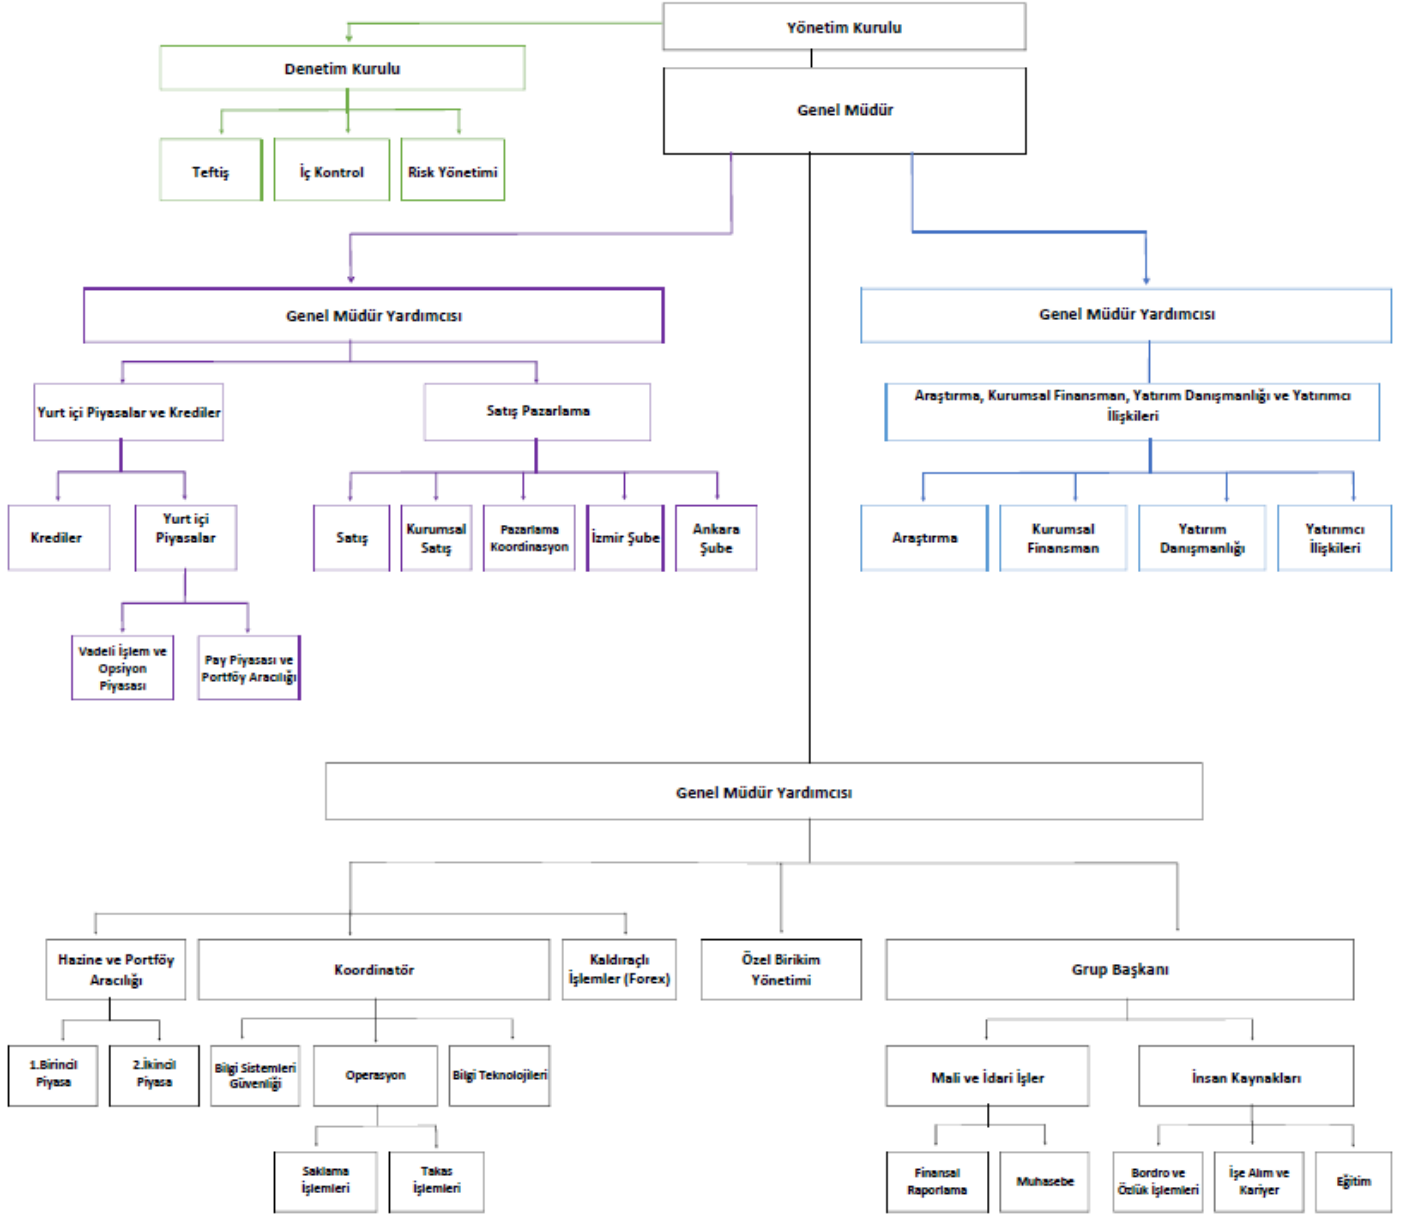 Yönetim Kurulu
Denetim Kurulu
Genel Müdür
Teftiş
İç Kontrol
Risk Yönetimi
Genel Müdür Yardımcısı
Genel Müdür Yardımcısı
Yurt içi Piyasalar ve Krediler
Satış Pazarlama
Araştırma, Kurumsal Finansman, Yatırım Danışmanlığı ve Yatırımcı
İlişkileri
Krediler
Yurt içi
Piyasalar
Satış
Kurumsal
Satış
Pazarlama
Koordinasyon
İzmir Şube
Ankara
Şube
Araştırma
Kurumsal
Finansman
Yatırım
Danışmanlığı
Yatırımcı
İlişkileri
Vadeli İşlem ve
Opsiyon
Piyasası
Pay Piyasası ve
Portföy Aracılığı
Genel Müdür Yardımcısı
Hazine ve Portföy
Aracılığı
Koordinatör
Kaldıraçlı
İşlemler (Forex)
Özel Birikim
Yönetimi
Grup Başkanı
1.Birincil
Piyasa
2.İkincil
Piyasa
Bilgi Sistemleri
Güvenliği
Operasyon
Bilgi Teknolojileri
Mali ve İdari İşler
İnsan Kaynakları
Saklama
İşlemleri
Takas
İşlemleri
Finansal
Raporlama
Muhasebe
Bordro ve
Özlük İşlemleri
İşe Alım ve
Kariyer
Eğitim